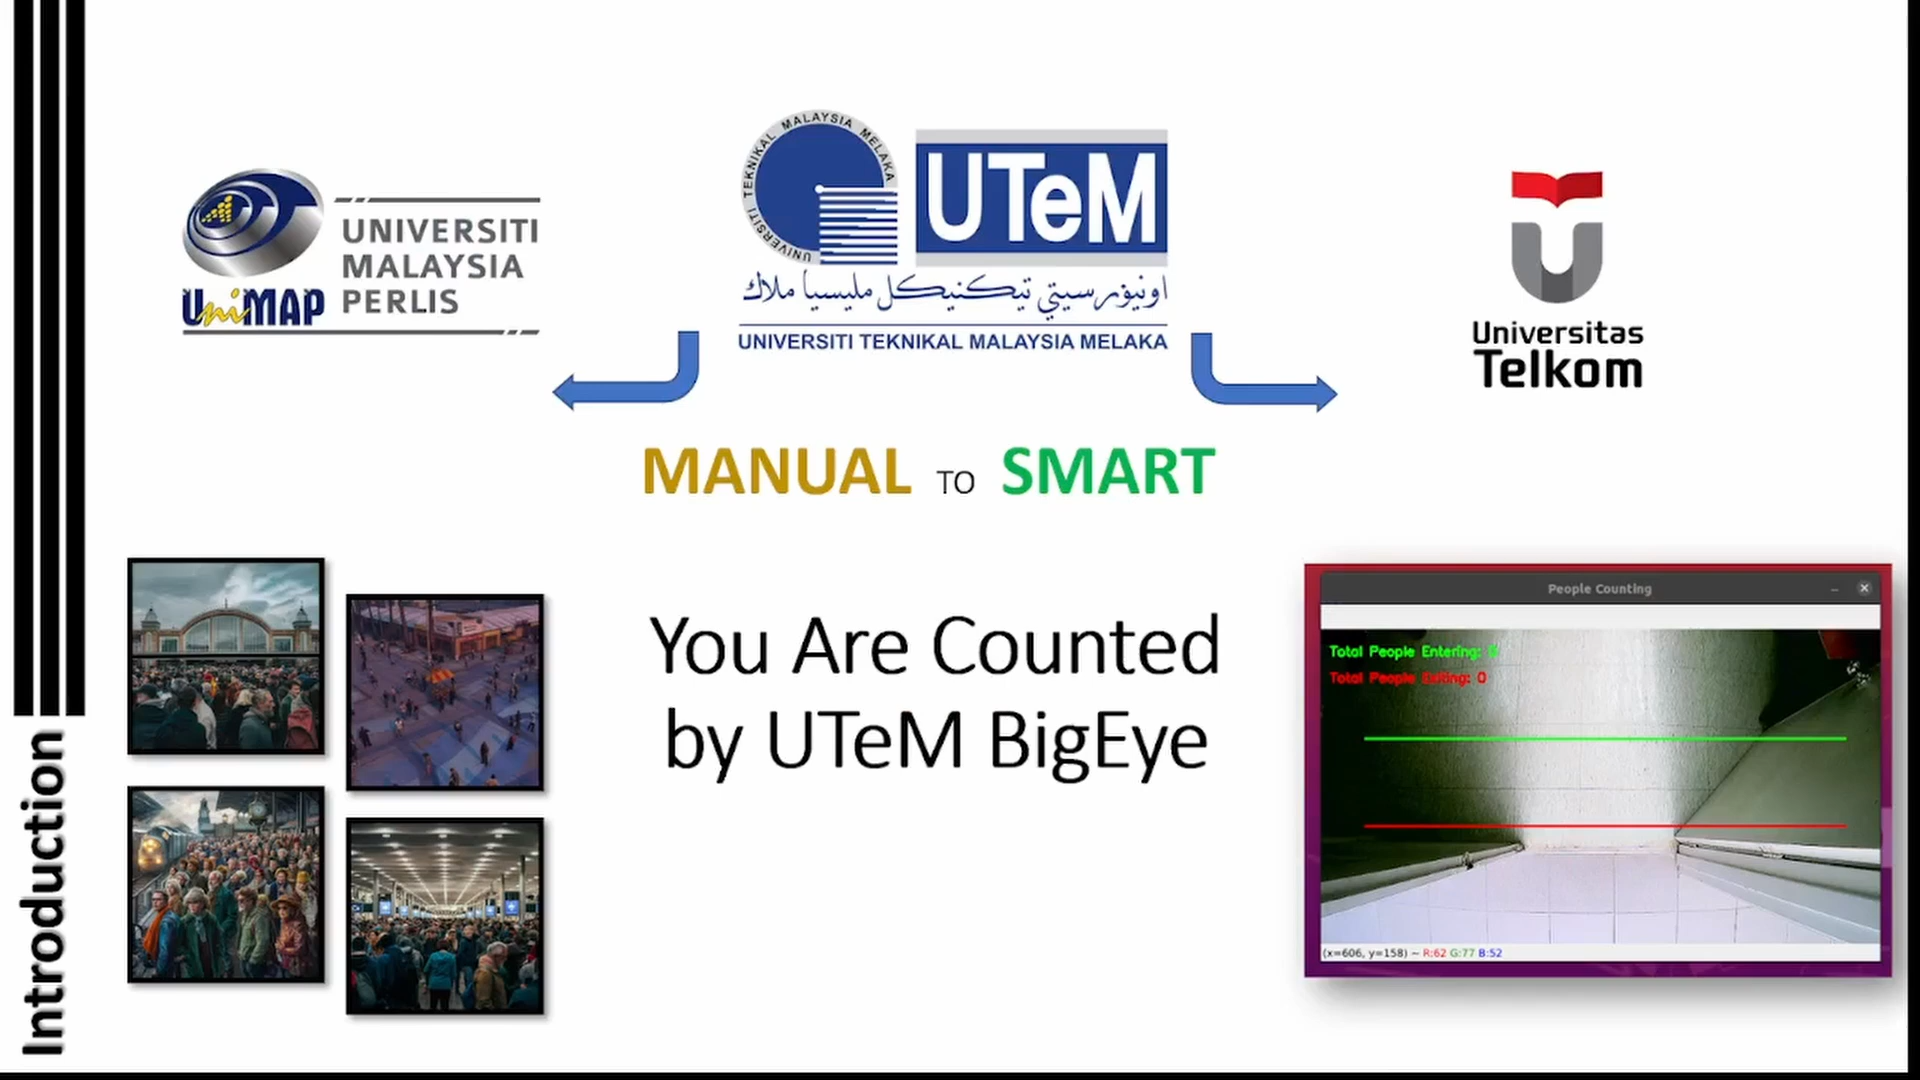 Introduction
UniMAP
UNIVERSITI
MALAYSIA
PERLIS
UNIVERSITI TEKNIKAL MALAYSIA MELAKA
UTeM
اونيۏرسيتي تيكنيكل مليسيا ملاك
UNIVERSITI TEKNIKAL MALAYSIA MELAKA
Universitas
Telkom
MANUAL TO SMART
You Are Counted
by UTeM BigEye
People Counting
Total People Entering:
Total People Exiting: 0
(x=606, y=158) ~ R:62 G:77 B:52